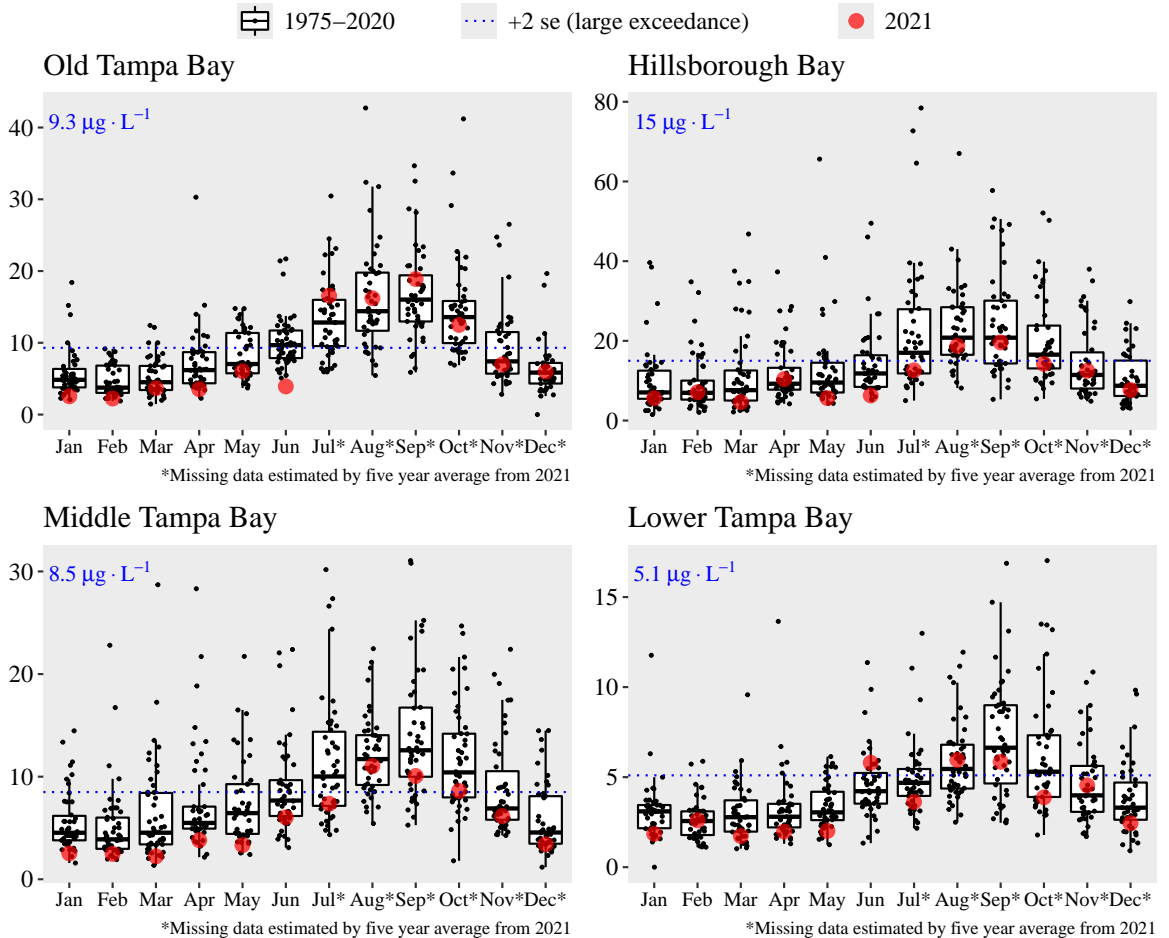 1975−2020 +2 se (large exceedance) 2021
Old Tampa Bay
9.3 μg · L⁻¹
40
30
20
10
0
Jan Feb Mar Apr May Jun Jul* Aug* Sep* Oct* Nov* Dec*
*Missing data estimated by five year average from 2021
Hillsborough Bay
15 μg · L⁻¹
80
60
40
20
0
Jan Feb Mar Apr May Jun Jul* Aug* Sep* Oct* Nov* Dec*
*Missing data estimated by five year average from 2021
Middle Tampa Bay
8.5 μg · L⁻¹
30
20
10
0
Jan Feb Mar Apr May Jun Jul* Aug* Sep* Oct* Nov* Dec*
*Missing data estimated by five year average from 2021
Lower Tampa Bay
5.1 μg · L⁻¹
15
10
5
0
Jan Feb Mar Apr May Jun Jul* Aug* Sep* Oct* Nov* Dec*
*Missing data estimated by five year average from 2021